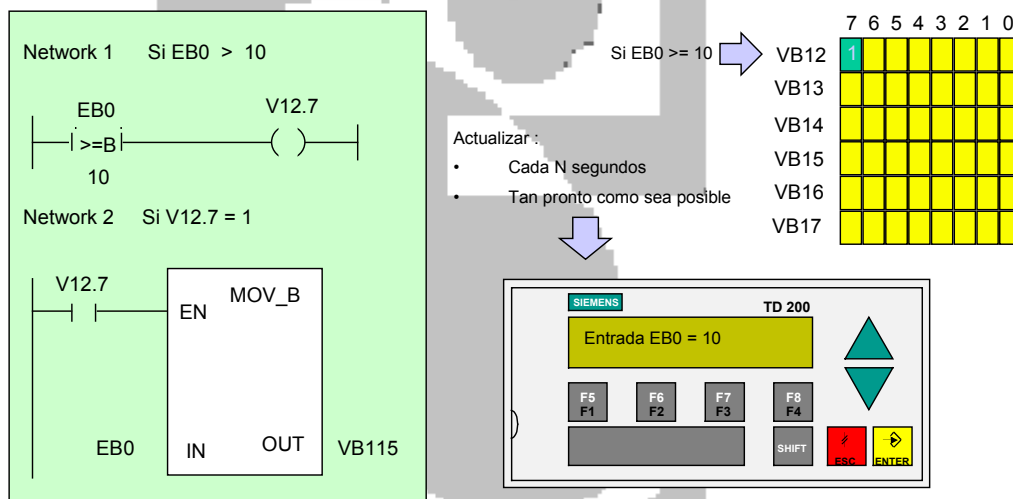 Network 1 Si EB0 > 10
EB0
V12.7
>=B
10
Network 2 Si V12.7 = 1
V12.7
MOV_B
EN
EB0
IN
OUT
VB115
Si EB0 >= 10
7 6 5 4 3 2 1 0
VB12
1
VB13
VB14
VB15
VB16
VB17
Actualizar :
• Cada N segundos
• Tan pronto como sea posible
SIEMENS
TD 200
Entrada EB0 = 10
F5 F6 F7 F8
F1 F2 F3 F4
SHIFT
ESC
ENTER